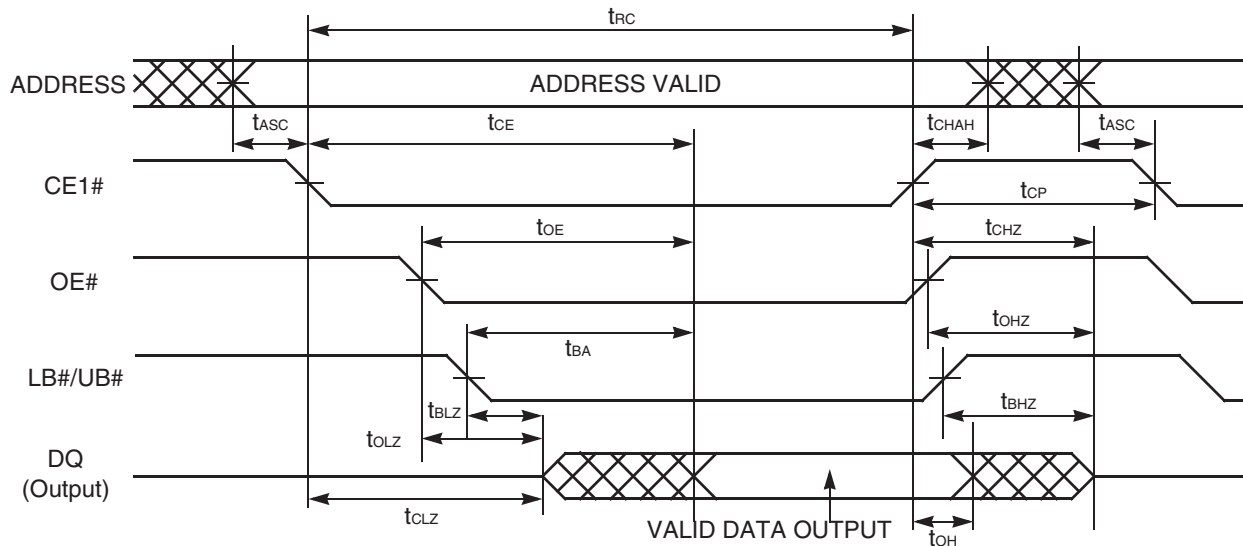 tRC
ADDRESS
ADDRESS VALID
tASC
tCE
tCHAH
tASC
CE1#
tCP
tOE
tCHZ
OE#
tOHZ
tBA
LB#/UB#
tBLZ
tBHZ
tOLZ
DQ
(Output)
tCLZ
VALID DATA OUTPUT
tOH